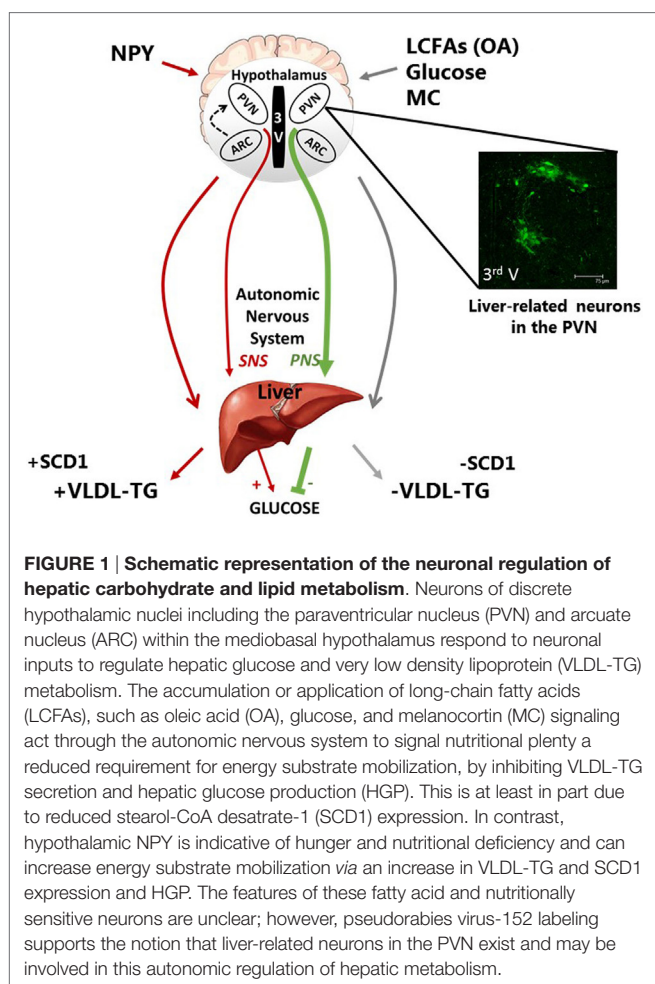 NPY
LCFAs (OA)
Glucose
MC
Hypothalamus
PVN
PVN
3
V
ARC
ARC
3rd V
75 µm
Liver-related neurons
in the PVN
Autonomic
Nervous
System
SNS
PNS
Liver
+SCD1
+VLDL-TG
-SCD1
-VLDL-TG
+
-
GLUCOSE
FIGURE 1 | Schematic representation of the neuronal regulation of
hepatic carbohydrate and lipid metabolism. Neurons of discrete
hypothalamic nuclei including the paraventricular nucleus (PVN) and arcuate
nucleus (ARC) within the mediobasal hypothalamus respond to neuronal
inputs to regulate hepatic glucose and very low density lipoprotein (VLDL-TG)
metabolism. The accumulation or application of long-chain fatty acids
(LCFAs), such as oleic acid (OA), glucose, and melanocortin (MC) signaling
act through the autonomic nervous system to signal nutritional plenty a
reduced requirement for energy substrate mobilization, by inhibiting VLDL-TG
secretion and hepatic glucose production (HGP). This is at least in part due
to reduced stearol-CoA desatrate-1 (SCD1) expression. In contrast,
hypothalamic NPY is indicative of hunger and nutritional deficiency and can
increase energy substrate mobilization via an increase in VLDL-TG and SCD1
expression and HGP. The features of these fatty acid and nutritionally
sensitive neurons are unclear; however, pseudorabies virus-152 labeling
supports the notion that liver-related neurons in the PVN exist and may be
involved in this autonomic regulation of hepatic metabolism.